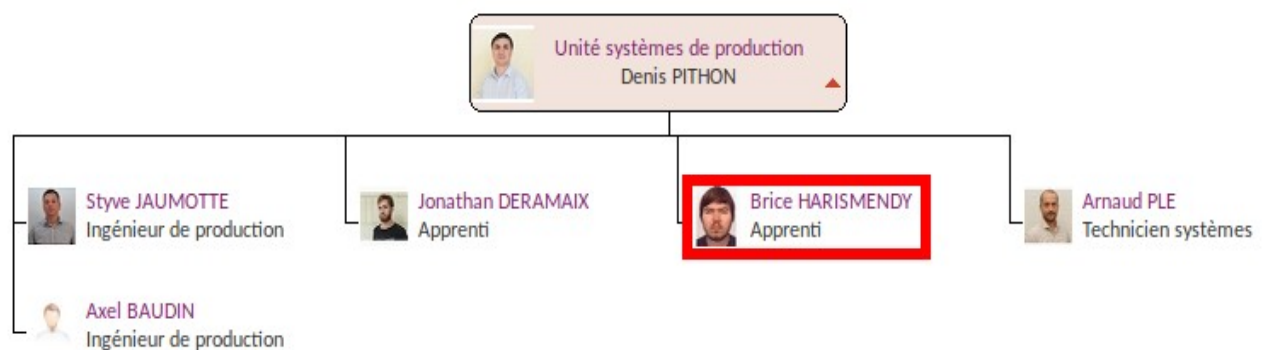 Unité systèmes de production
Denis PITHON
Styve JAUMOTTE
Ingénieur de production
Jonathan DERAMAIX
Apprenti
Brice HARISMENDY
Apprenti
Arnaud PLE
Technicien systèmes
Axel BAUDIN
Ingénieur de production